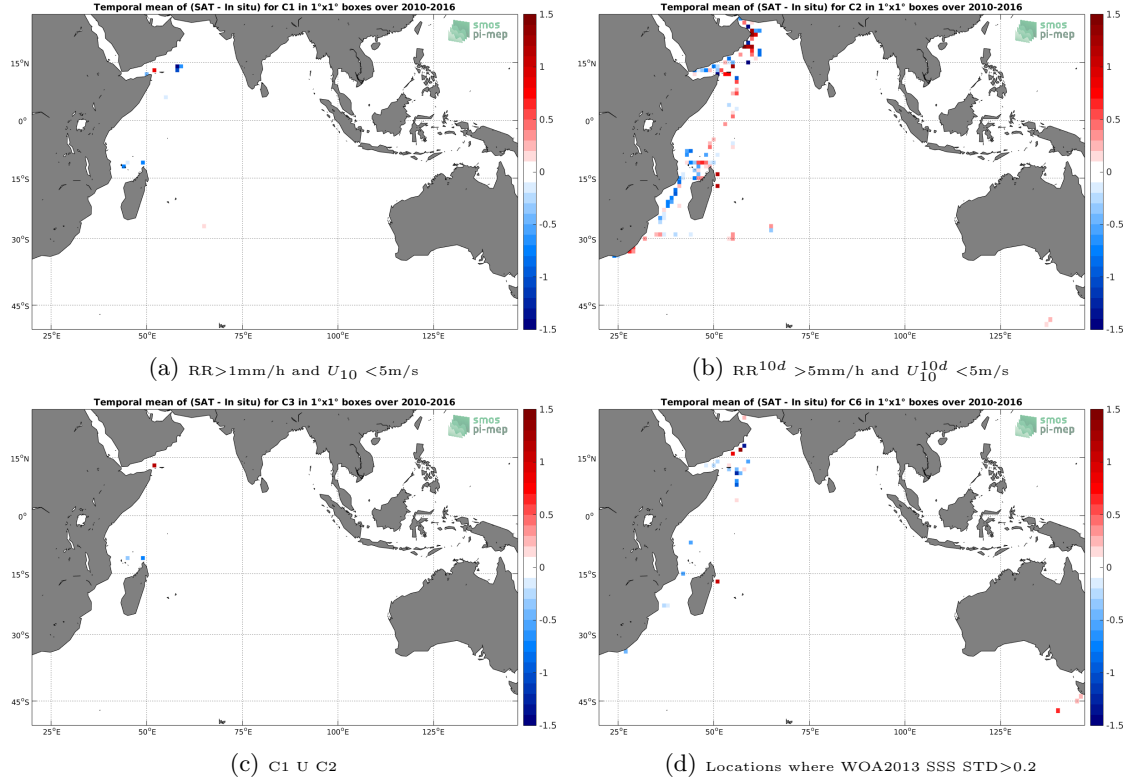 Temporal mean of (SAT - In situ) for C1 in 1°x1° boxes over 2010-2016
smos
pi-mep
15°N
0°
15°S
30°S
45°S
25°E
50°E
75°E
100°E
125°E
1.5
1
0.5
0
-0.5
-1
-1.5
(a) RR>1mm/h and U10 <5m/s
Temporal mean of (SAT - In situ) for C2 in 1°x1° boxes over 2010-2016
smos
pi-mep
15°N
0°
15°S
30°S
45°S
25°E
50°E
75°E
100°E
125°E
1.5
1
0.5
0
-0.5
-1
-1.5
(b) RR10d >5mm/h and U10d10 <5m/s
Temporal mean of (SAT - In situ) for C3 in 1°x1° boxes over 2010-2016
smos
pi-mep
15°N
0°
15°S
30°S
45°S
25°E
50°E
75°E
100°E
125°E
1.5
1
0.5
0
-0.5
-1
-1.5
(c) C1 U C2
Temporal mean of (SAT - In situ) for C6 in 1°x1° boxes over 2010-2016
smos
pi-mep
15°N
0°
15°S
30°S
45°S
25°E
50°E
75°E
100°E
125°E
1.5
1
0.5
0
-0.5
-1
-1.5
(d) Locations where WOA2013 SSS STD>0.2